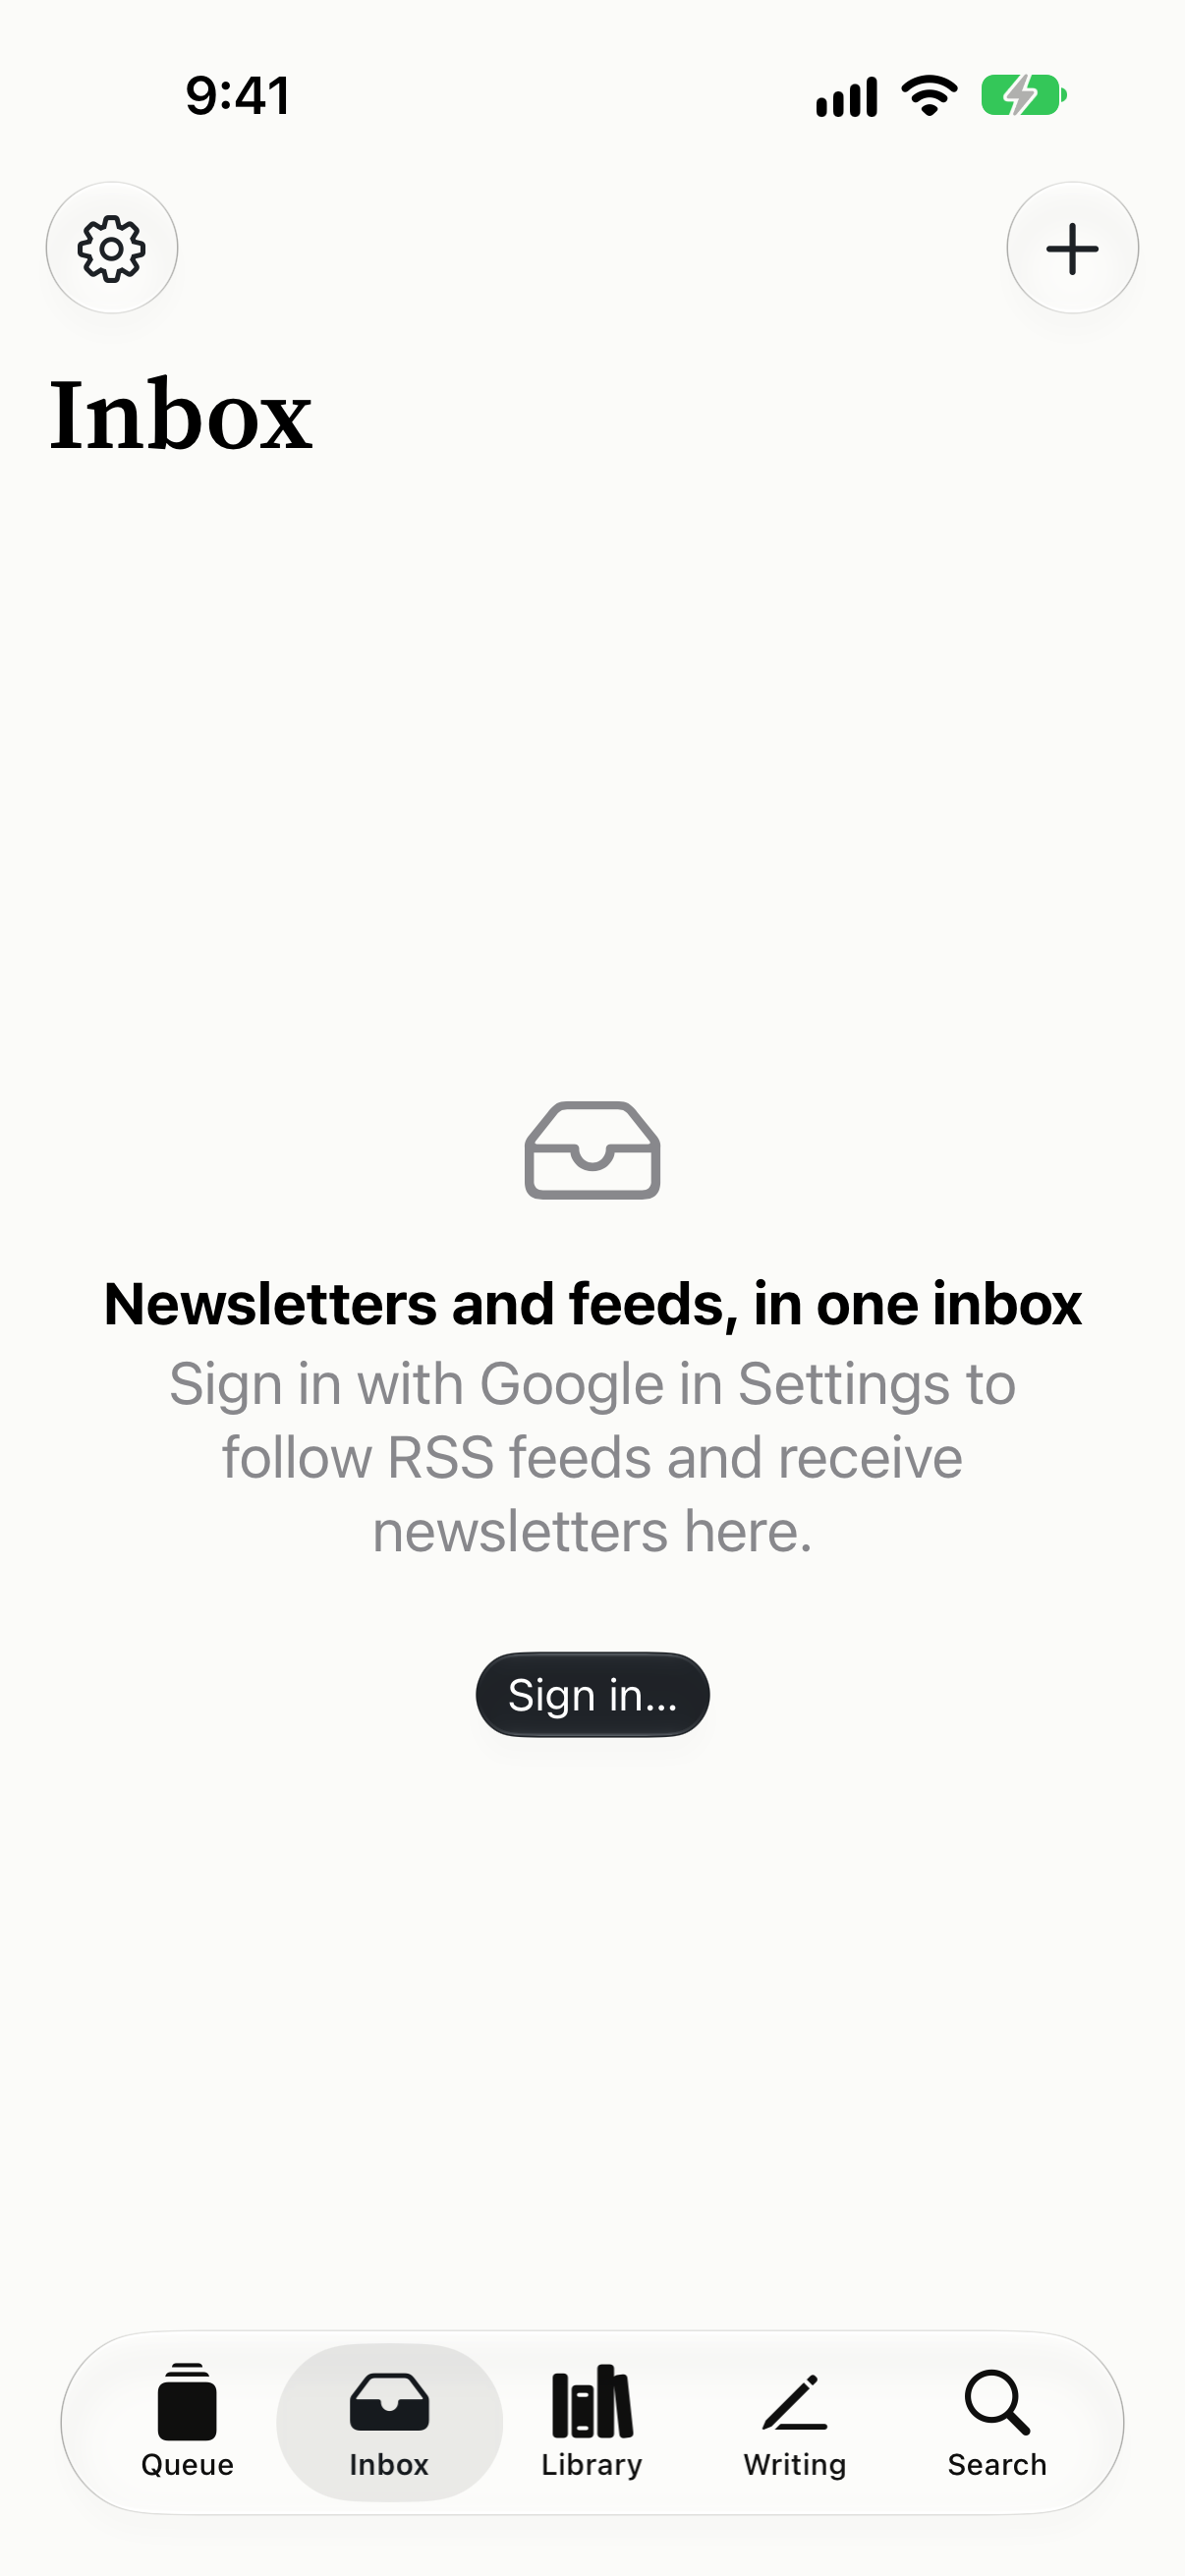 9:41
Inbox
Newsletters and feeds, in one inbox
Sign in with Google in Settings to
follow RSS feeds and receive
newsletters here.
Sign in...
Queue
Inbox
Library
Writing
Search